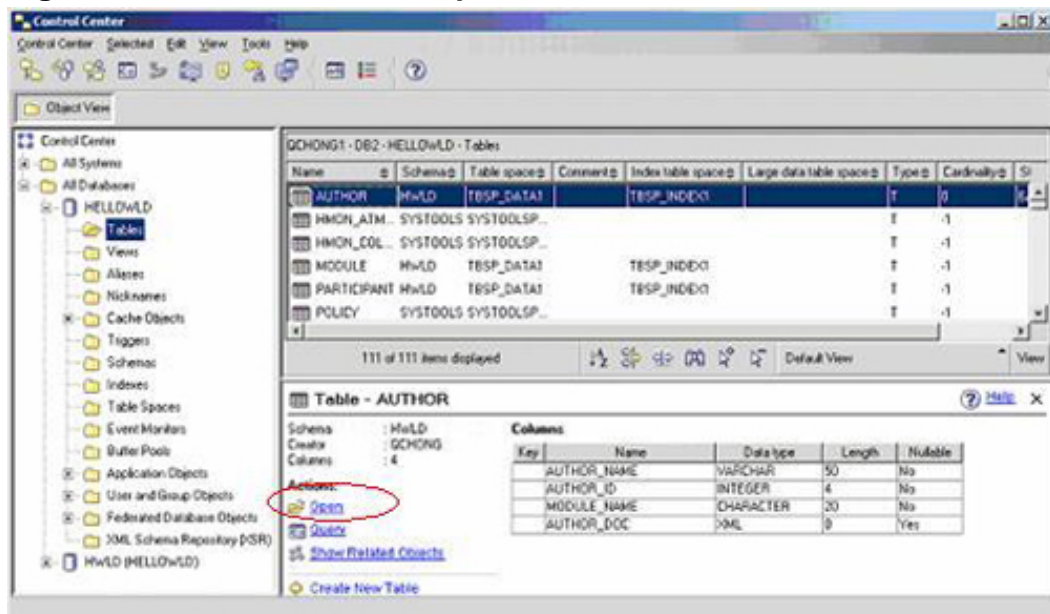 Control Center
Control Center Selected Edit View Tools Help
Object View
Control Center
All Systems
All Databases
HELLOWLD
Tables
Views
Aliases
Nicknames
Cache Objects
Triggers
Schemas
Indexes
Table Spaces
Event Monitors
Buffer Pools
Application Objects
User and Group Objects
Federated Database Objects
XML Schema Repository (XSR)
HWLD (HELLOWLD)
QCHONG1 - DB2 - HELLOWLD - Tables
Name Schema Table space Comment Index table space Large data table space Type Cardinality
AUTHOR HWLD TBSP_DATA1 TBSP_INDEX1 T 0
HMON_ATM... SYSTOOLS SYSTOOLSP... T -1
HMON_COL... SYSTOOLS SYSTOOLSP... T -1
MODULE HWLD TBSP_DATA1 TBSP_INDEX1 T -1
PARTICIPANT HWLD TBSP_DATA1 TBSP_INDEX1 T -1
POLICY SYSTOOLS SYSTOOLSP... T -1
111 of 111 items displayed Default View View
Table - AUTHOR Help
Schema : HWLD
Creator : QCHONG
Columns : 4
Actions:
Open
Query
Show Related Objects
Create New Table
Columns
Key Name Data type Length Nullable
AUTHOR_NAME VARCHAR 50 No
AUTHOR_ID INTEGER 4 No
MODULE_NAME CHARACTER 20 No
AUTHOR_DOC XML 0 Yes